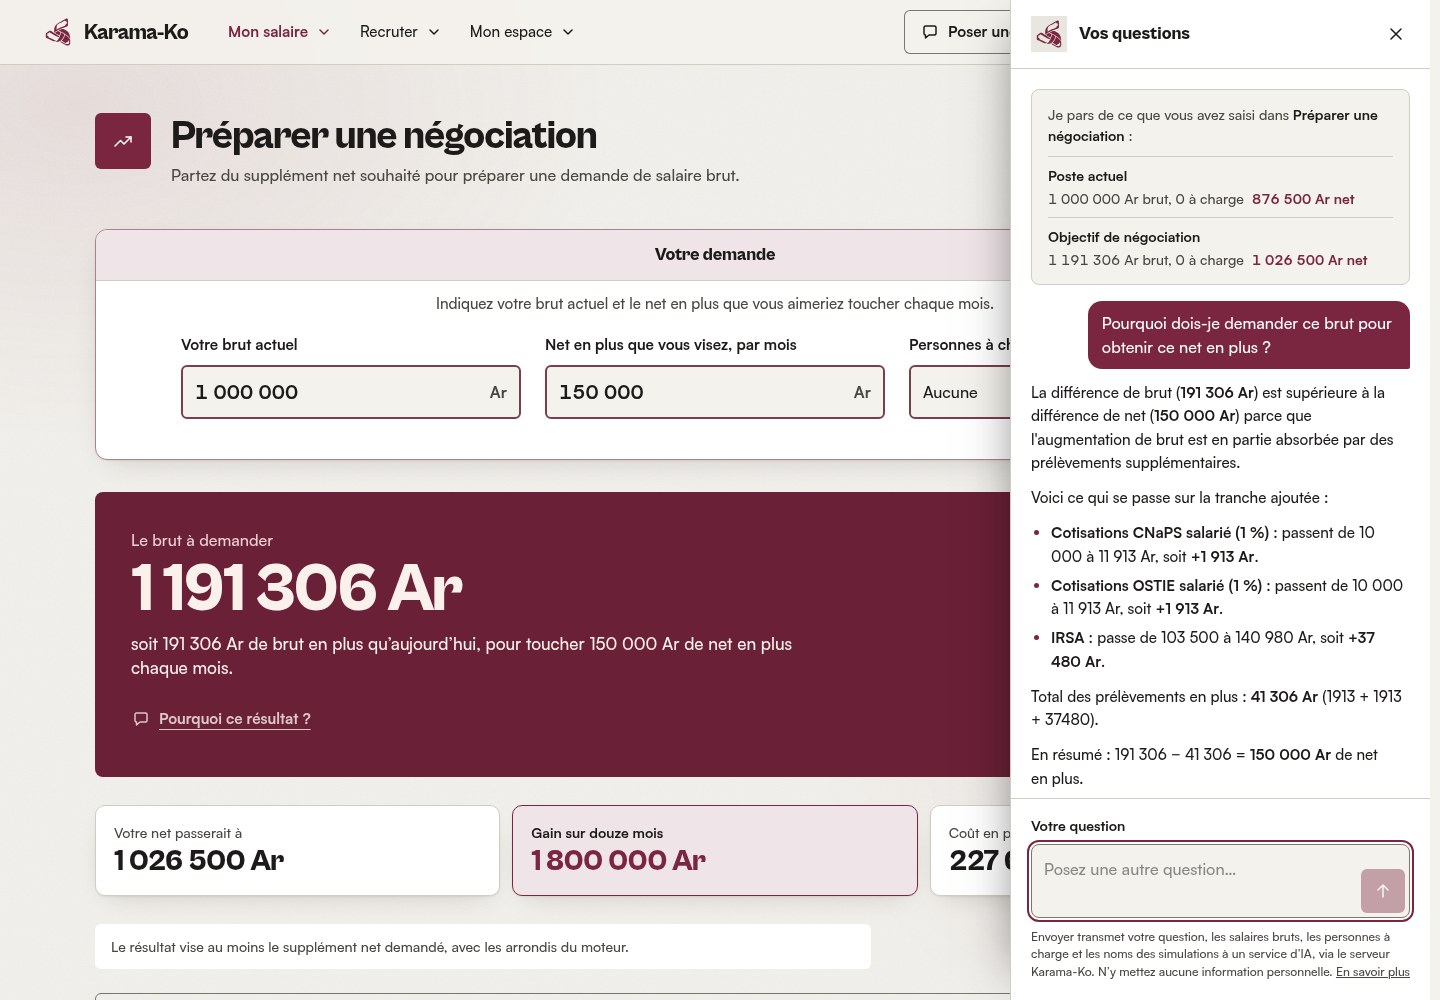 Karama-Ko
Mon salaire
Recruter
Mon espace
Poser un
Préparer une négociation
Partez du supplément net souhaité pour préparer une demande de salaire brut.
Votre demande
Indiquez votre brut actuel et le net en plus que vous aimeriez toucher chaque mois.
Votre brut actuel
Net en plus que vous visez, par mois
Personnes à ch
1 000 000 Ar
150 000 Ar
Aucune
Le brut à demander
1 191 306 Ar
soit 191 306 Ar de brut en plus qu’aujourd’hui, pour toucher 150 000 Ar de net en plus
chaque mois.
Pourquoi ce résultat ?
Votre net passerait à
1 026 500 Ar
Gain sur douze mois
1 800 000 Ar
Coût en p
227
Le résultat vise au moins le supplément net demandé, avec les arrondis du moteur.
Vos questions
Je pars de ce que vous avez saisi dans Préparer une
négociation :
Poste actuel
1 000 000 Ar brut, 0 à charge 876 500 Ar net
Objectif de négociation
1 191 306 Ar brut, 0 à charge 1 026 500 Ar net
Pourquoi dois-je demander ce brut pour
obtenir ce net en plus ?
La différence de brut (191 306 Ar) est supérieure à la
différence de net (150 000 Ar) parce que
l'augmentation de brut est en partie absorbée par des
prélèvements supplémentaires.
Voici ce qui se passe sur la tranche ajoutée :
Cotisations CNaPS salarié (1 %) : passent de 10
000 à 11 913 Ar, soit +1 913 Ar.
Cotisations OSTIE salarié (1 %) : passent de 10 000
à 11 913 Ar, soit +1 913 Ar.
IRSA : passe de 103 500 à 140 980 Ar, soit +37
480 Ar.
Total des prélèvements en plus : 41 306 Ar (1913 + 1913
+ 37480).
En résumé : 191 306 − 41 306 = 150 000 Ar de net
en plus.
Votre question
Posez une autre question…
Envoyer transmet votre question, les salaires bruts, les personnes à
charge et les noms des simulations à un service d’IA, via le serveur
Karama-Ko. N’y mettez aucune information personnelle. En savoir plus